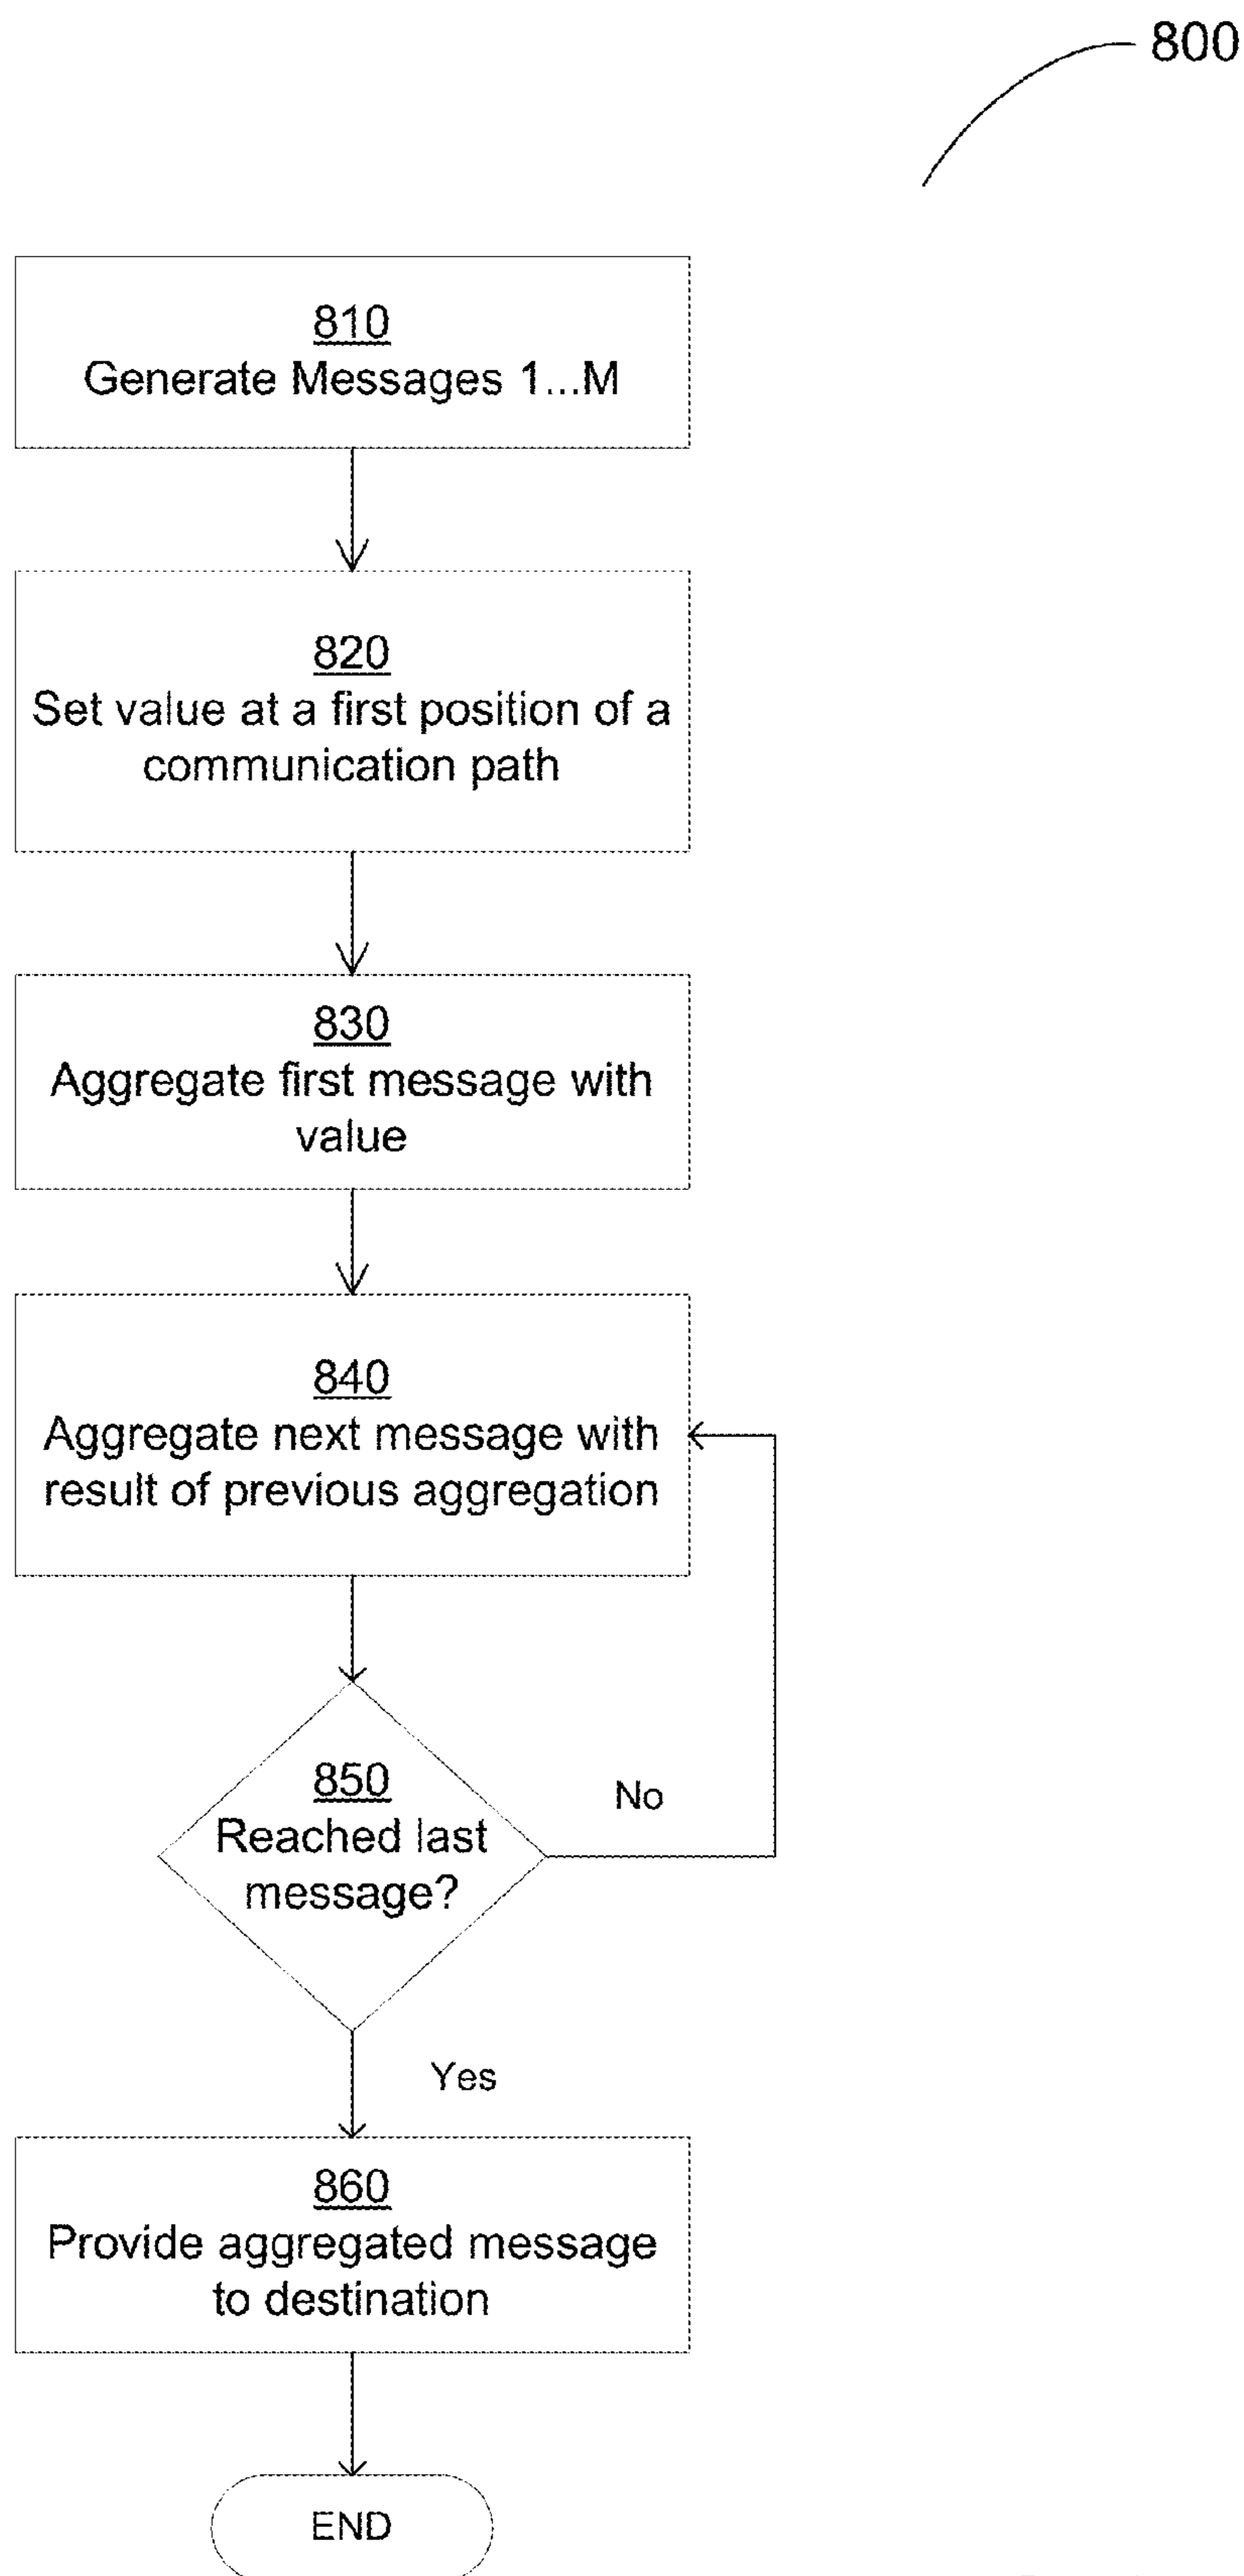 800
810
Generate Messages 1...M
820
Set value at a first position of a
communication path
830
Aggregate first message with
value
840
Aggregate next message with
result of previous aggregation
850
Reached last
message?
No
Yes
860
Provide aggregated message
to destination
END